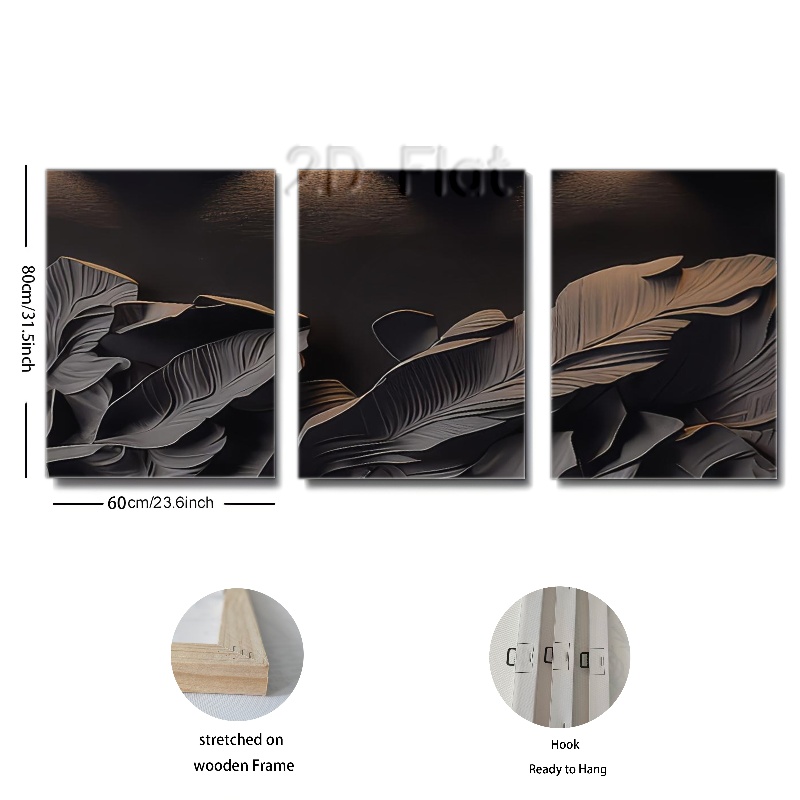 2D Flat
80cm/31.5inch
60cm/23.6inch
stretched on
wooden Frame
Hook
Ready to Hang